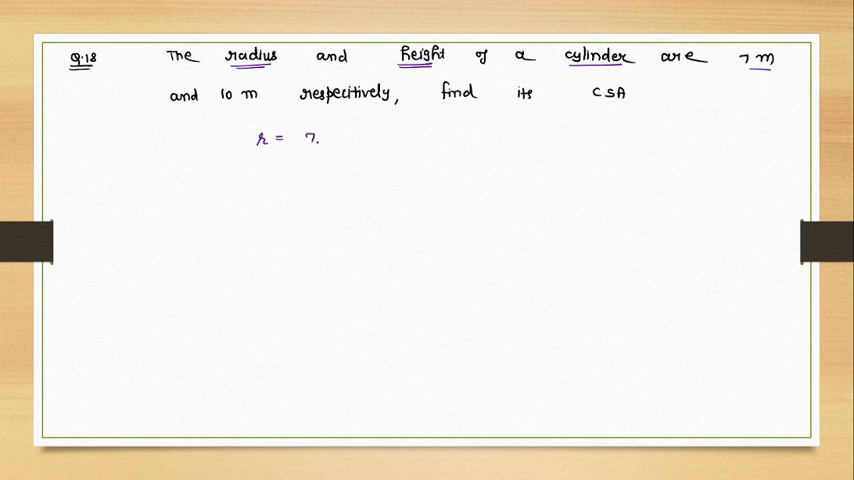 Q.18 The radius and height of a cylinder are 7 m
and 10 m respectively, find its CSA
r = 7.